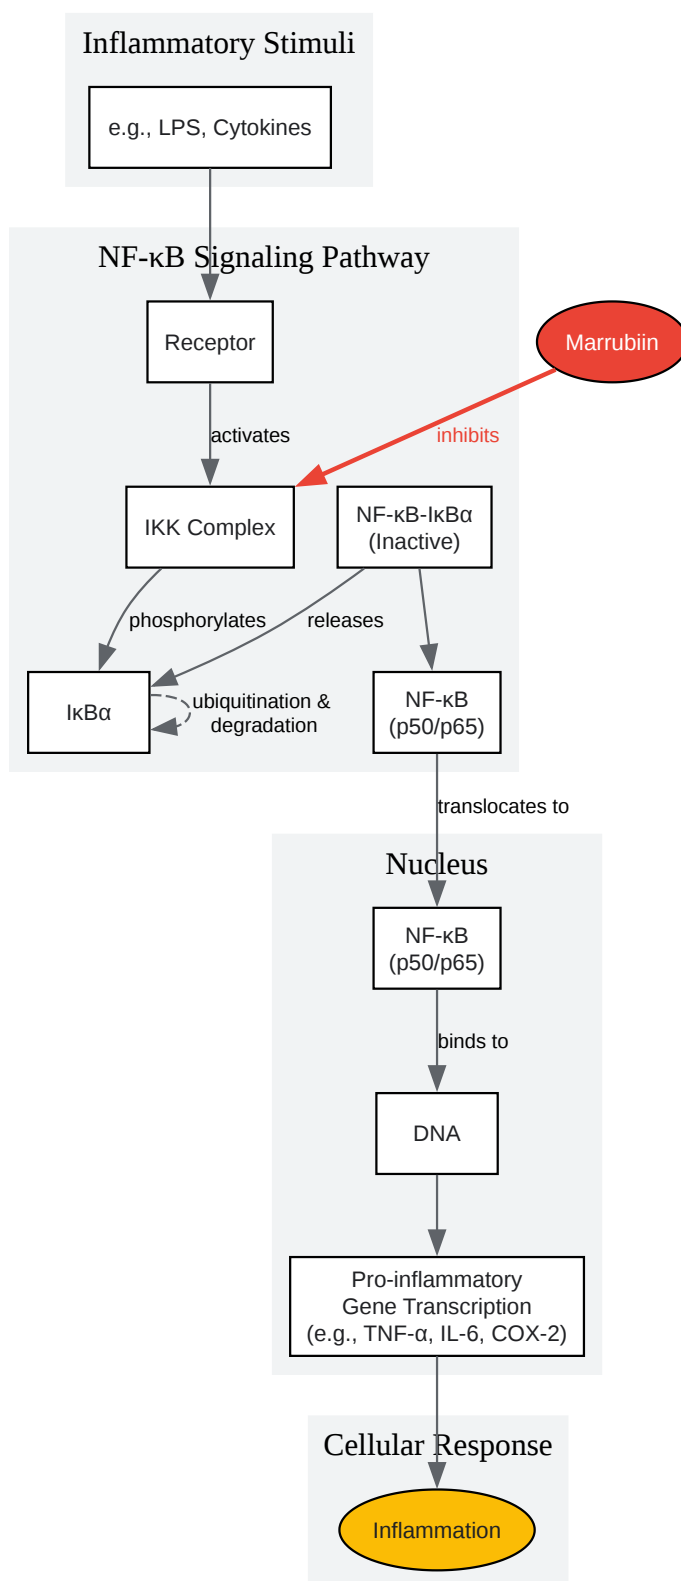 Inflammatory Stimuli
e.g., LPS, Cytokines
NF-κB Signaling Pathway
Receptor
Marrubiin
activates
inhibits
IKK Complex
NF-κB-IκBα
(Inactive)
phosphorylates
releases
IκBα
ubiquitination &
degradation
NF-κB
(p50/p65)
translocates to
Nucleus
NF-κB
(p50/p65)
binds to
DNA
Pro-inflammatory
Gene Transcription
(e.g., TNF-α, IL-6, COX-2)
Cellular Response
Inflammation